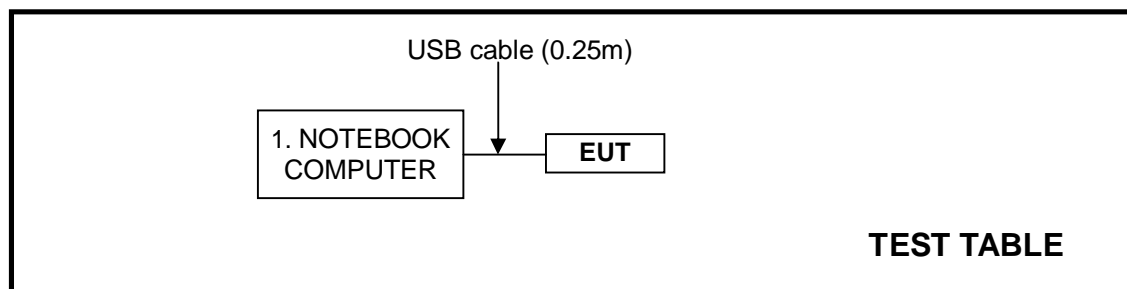 USB cable (0.25m)
1. NOTEBOOK
COMPUTER
EUT
TEST TABLE